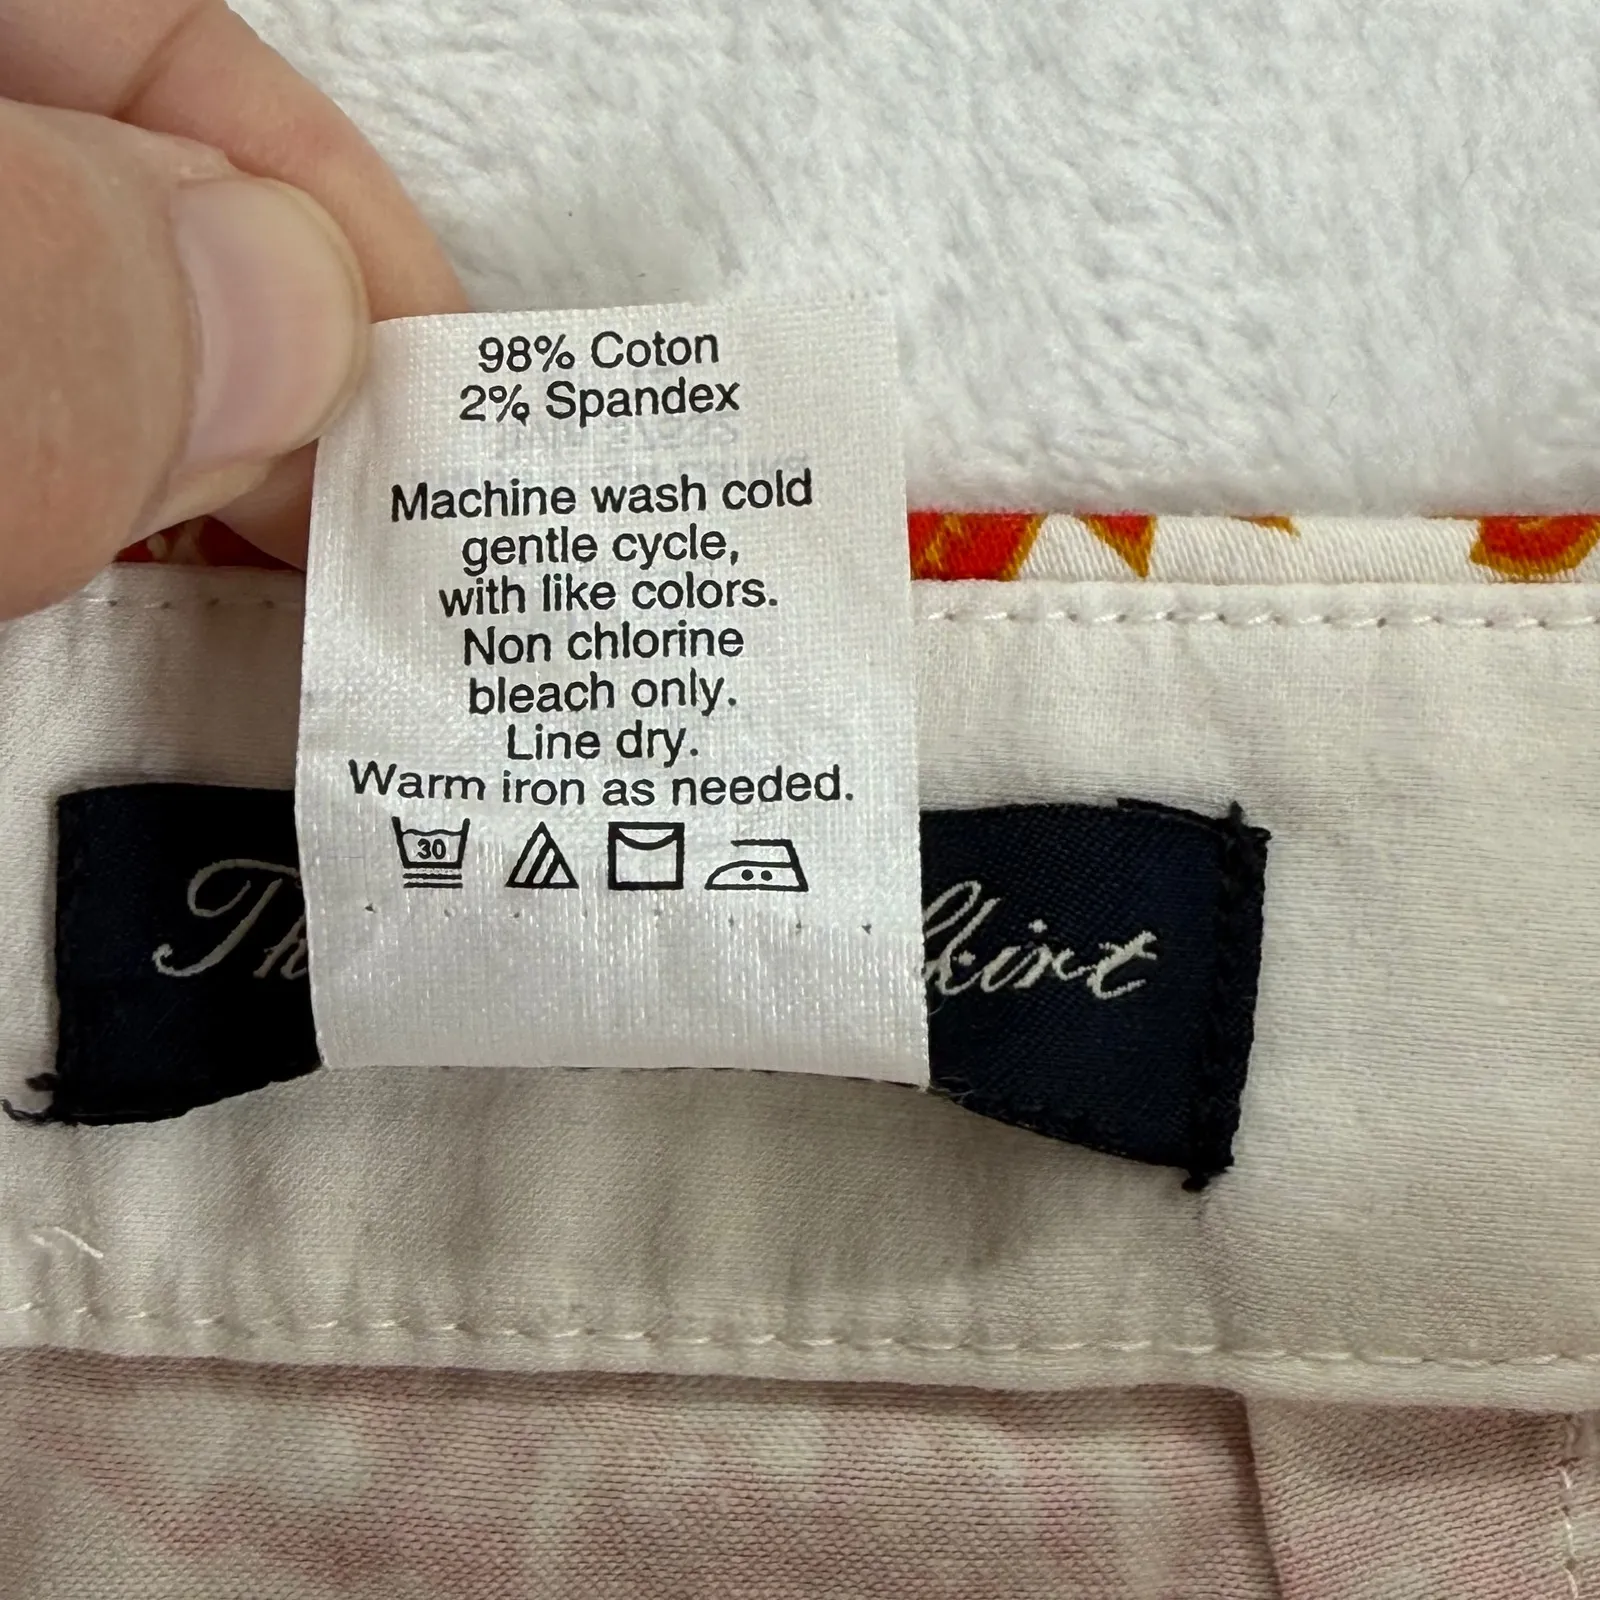 98% Coton
2% Spandex
Machine wash cold
gentle cycle,
with like colors.
Non chlorine
bleach only.
Line dry.
Warm iron as needed.
30